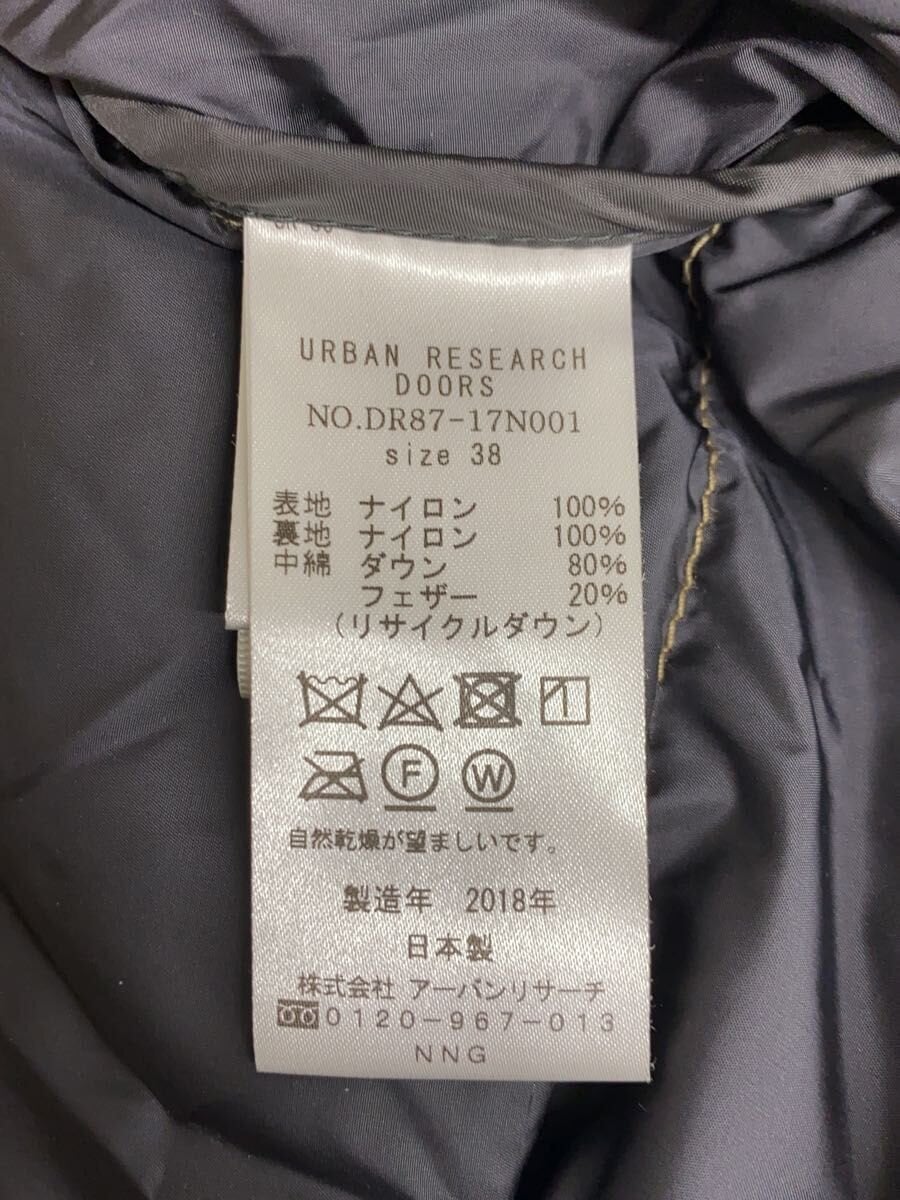 URBAN RESEARCH
DOORS
NO.DR87-17N001
size 38
表地 ナイロン 100%
裏地 ナイロン 100%
中綿 ダウン 80%
フェザー 20%
(リサイクルダウン)
F W
自然乾燥が望ましいです。
製造年 2018年
日本製
株式会社 アーバンリサーチ
0120-967-013
NNG